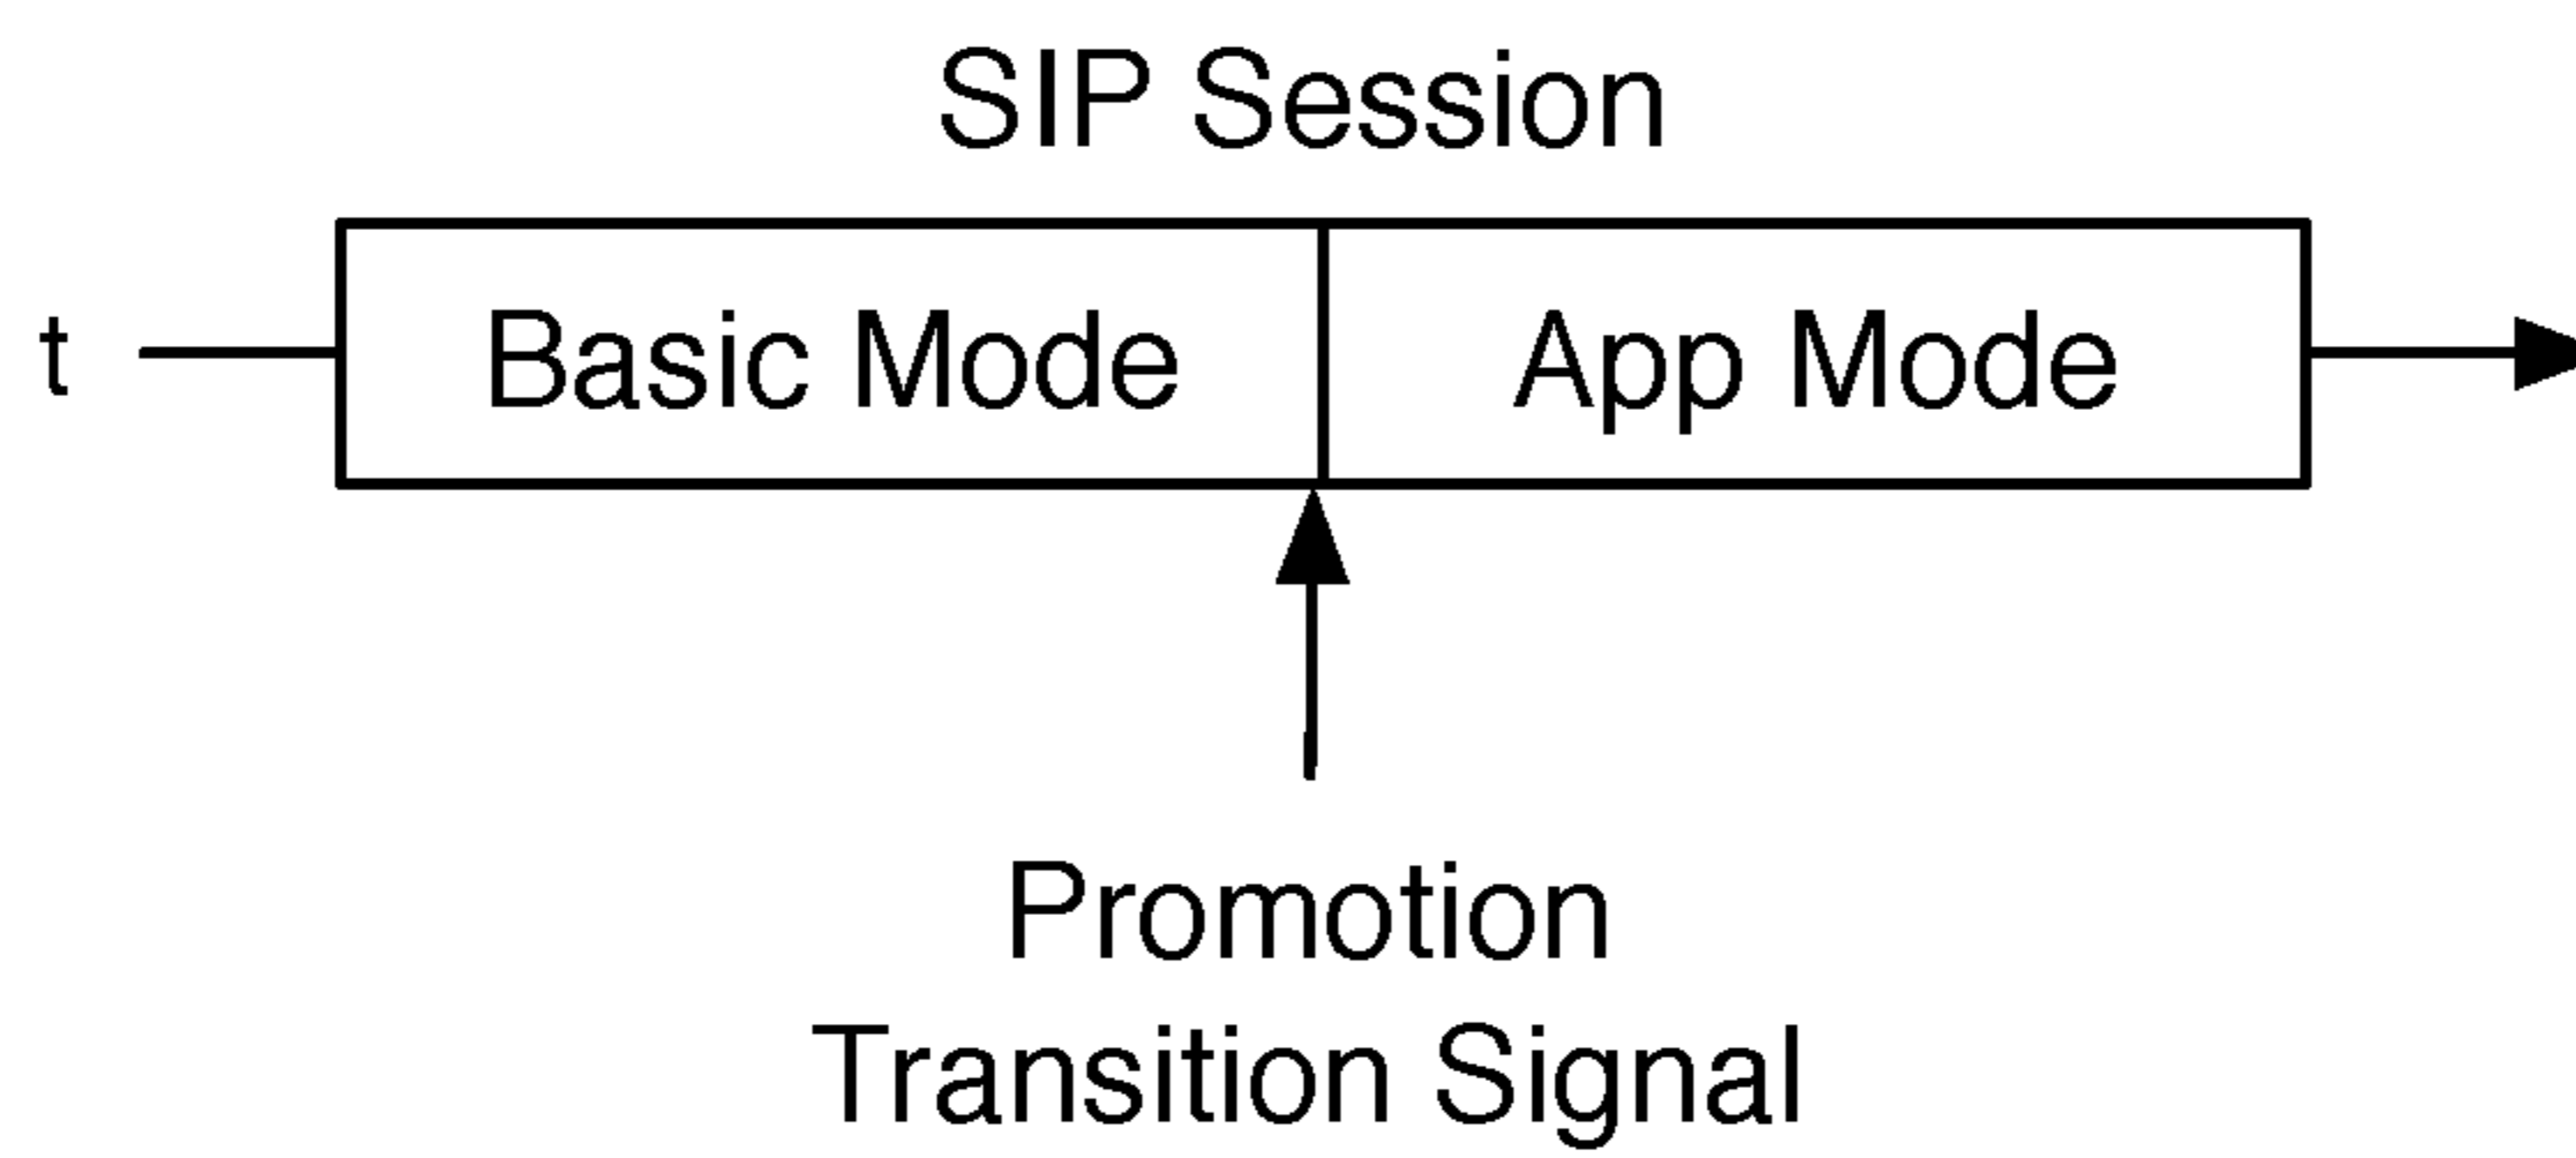 SIP Session
t
Basic Mode
App Mode
Promotion
Transition Signal